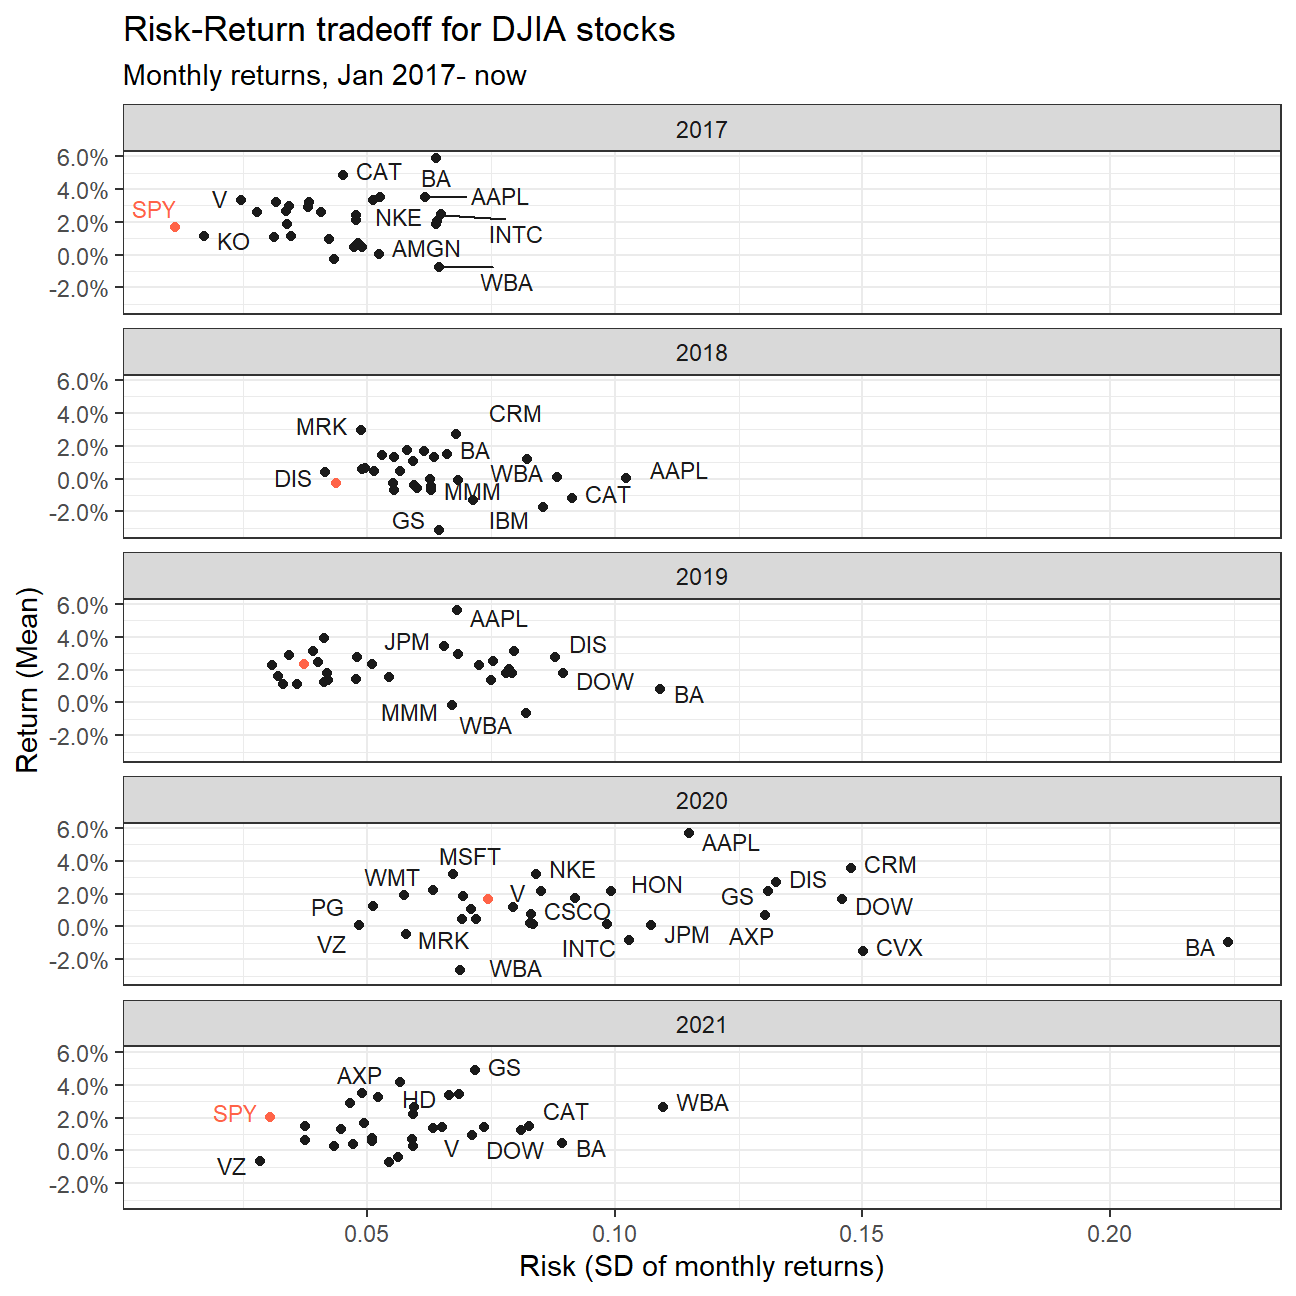 Risk-Return tradeoff for DJIA stocks
Monthly returns, Jan 2017- now
2017
6.0%
4.0%
2.0%
0.0%
-2.0%
CAT
BA
V
AAPL
SPY
NKE
INTC
KO
AMGN
WBA
2018
6.0%
4.0%
2.0%
0.0%
-2.0%
CRM
MRK
BA
DIS
WBA
AAPL
MMM
CAT
GS
IBM
2019
6.0%
4.0%
2.0%
0.0%
-2.0%
AAPL
JPM
DIS
DOW
BA
MMM
WBA
Return (Mean)
2020
6.0%
4.0%
2.0%
0.0%
-2.0%
AAPL
MSFT
NKE
CRM
WMT
V
HON
DIS
GS
PG
CSCO
DOW
VZ
MRK
INTC
JPM
AXP
CVX
BA
WBA
2021
6.0%
4.0%
2.0%
0.0%
-2.0%
GS
AXP
HD
WBA
SPY
CAT
V
DOW
BA
VZ
0.05
0.10
0.15
0.20
Risk (SD of monthly returns)